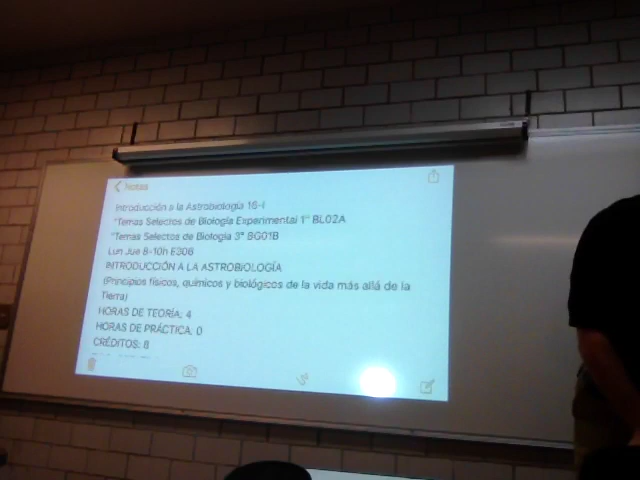 Notas
Introducción a la Astrobiología 16-I
*Temas Selectos de Biología Experimental 1* BL02A
*Temas Selectos de Biología 3* BG01B
Lun Jue 8-10h E306
INTRODUCCIÓN A LA ASTROBIOLOGÍA
(Principios físicos, químicos y biológicos de la vida más allá de la
Tierra)
HORAS DE TEORÍA: 4
HORAS DE PRÁCTICA: 0
CRÉDITOS: 8